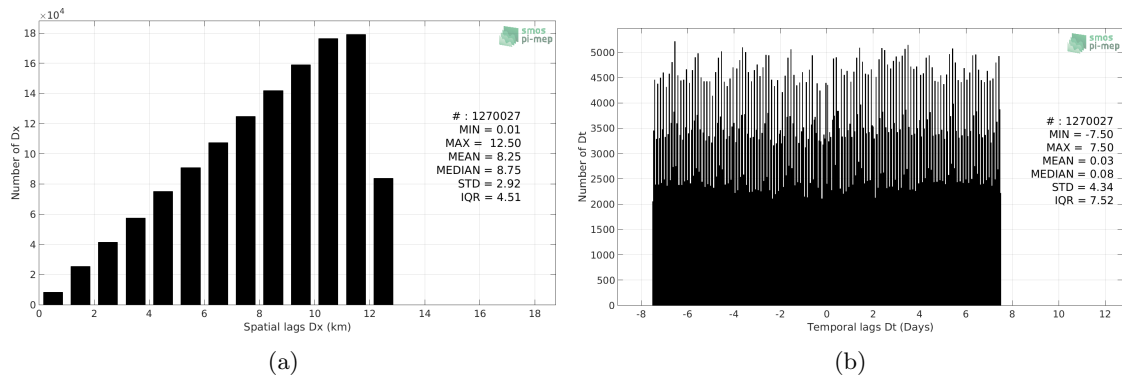 ×10⁴
18
16
14
12
10
8
6
4
2
0
Number of Dx
0 2 4 6 8 10 12 14 16 18
Spatial lags Dx (km)
smos
pi-mep
# : 1270027
MIN = 0.01
MAX = 12.50
MEAN = 8.25
MEDIAN = 8.75
STD = 2.92
IQR = 4.51
(a)
5000
4500
4000
3500
3000
2500
2000
1500
1000
500
0
Number of Dt
-8 -6 -4 -2 0 2 4 6 8 10 12
Temporal lags Dt (Days)
smos
pi-mep
# : 1270027
MIN = -7.50
MAX = 7.50
MEAN = 0.03
MEDIAN = 0.08
STD = 4.34
IQR = 7.52
(b)